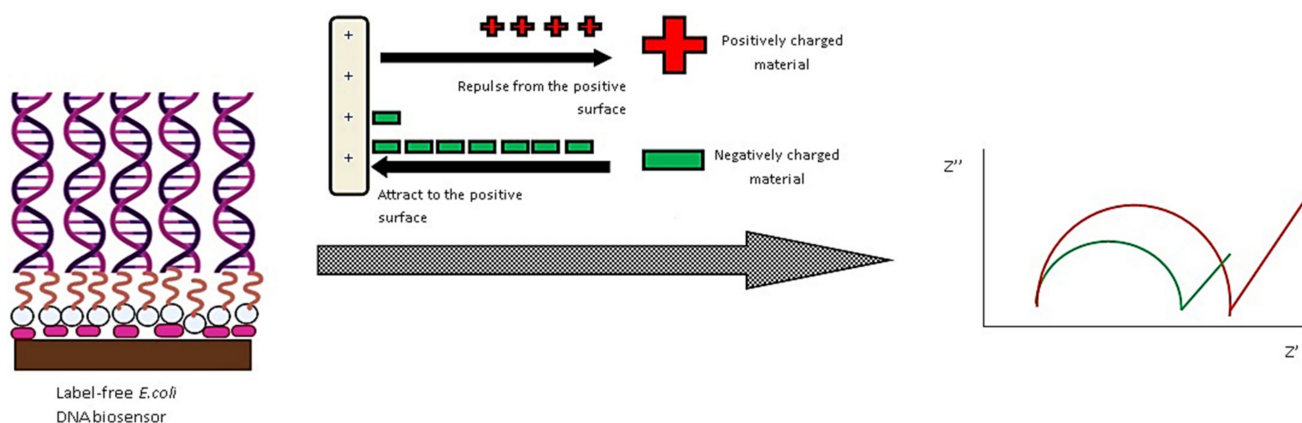 Label-free E.coli
DNA biosensor
+
+
+
+
Repulse from the positive
surface
Attract to the positive
surface
Positively charged
material
Negatively charged
material
Z''
Z'